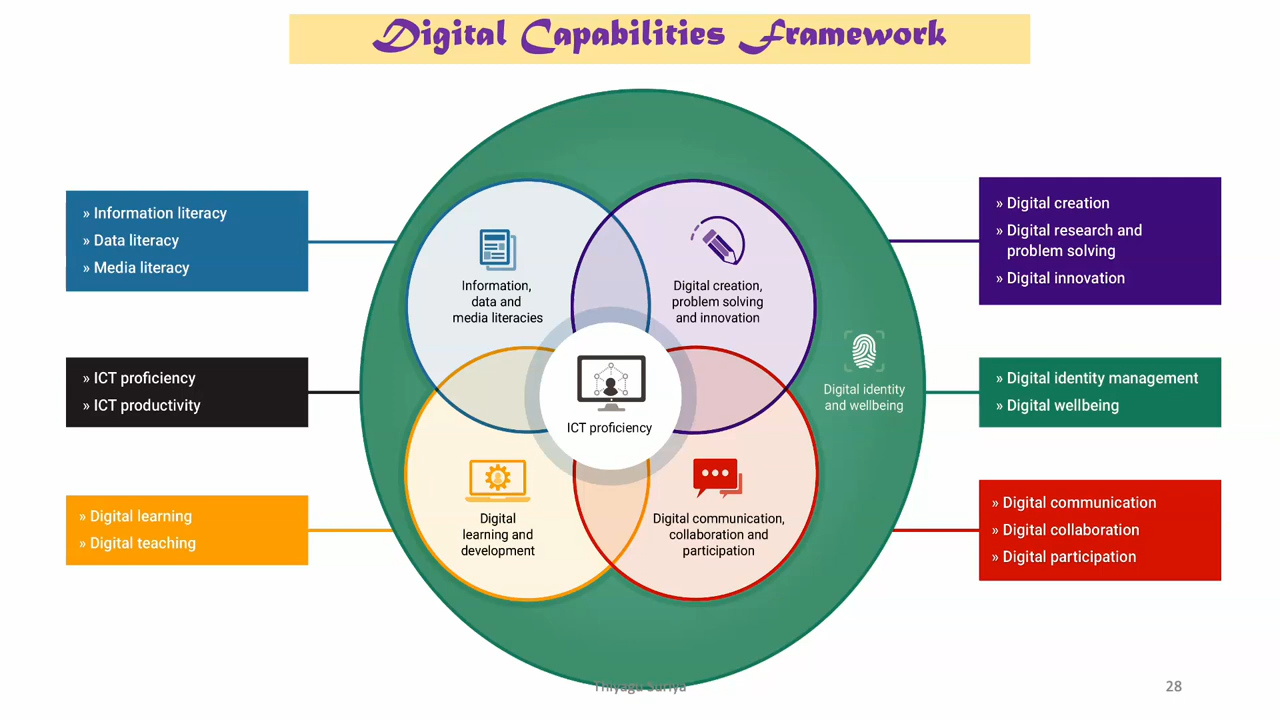 Digital Capabilities Framework
» Information literacy
» Data literacy
» Media literacy
» ICT proficiency
» ICT productivity
» Digital learning
» Digital teaching
Information,
data and
media literacies
Digital creation,
problem solving
and innovation
ICT proficiency
Digital
learning and
development
Digital communication,
collaboration and
participation
Digital identity
and wellbeing
» Digital creation
» Digital research and
problem solving
» Digital innovation
» Digital identity management
» Digital wellbeing
» Digital communication
» Digital collaboration
» Digital participation
Thiyagu Suriya
28